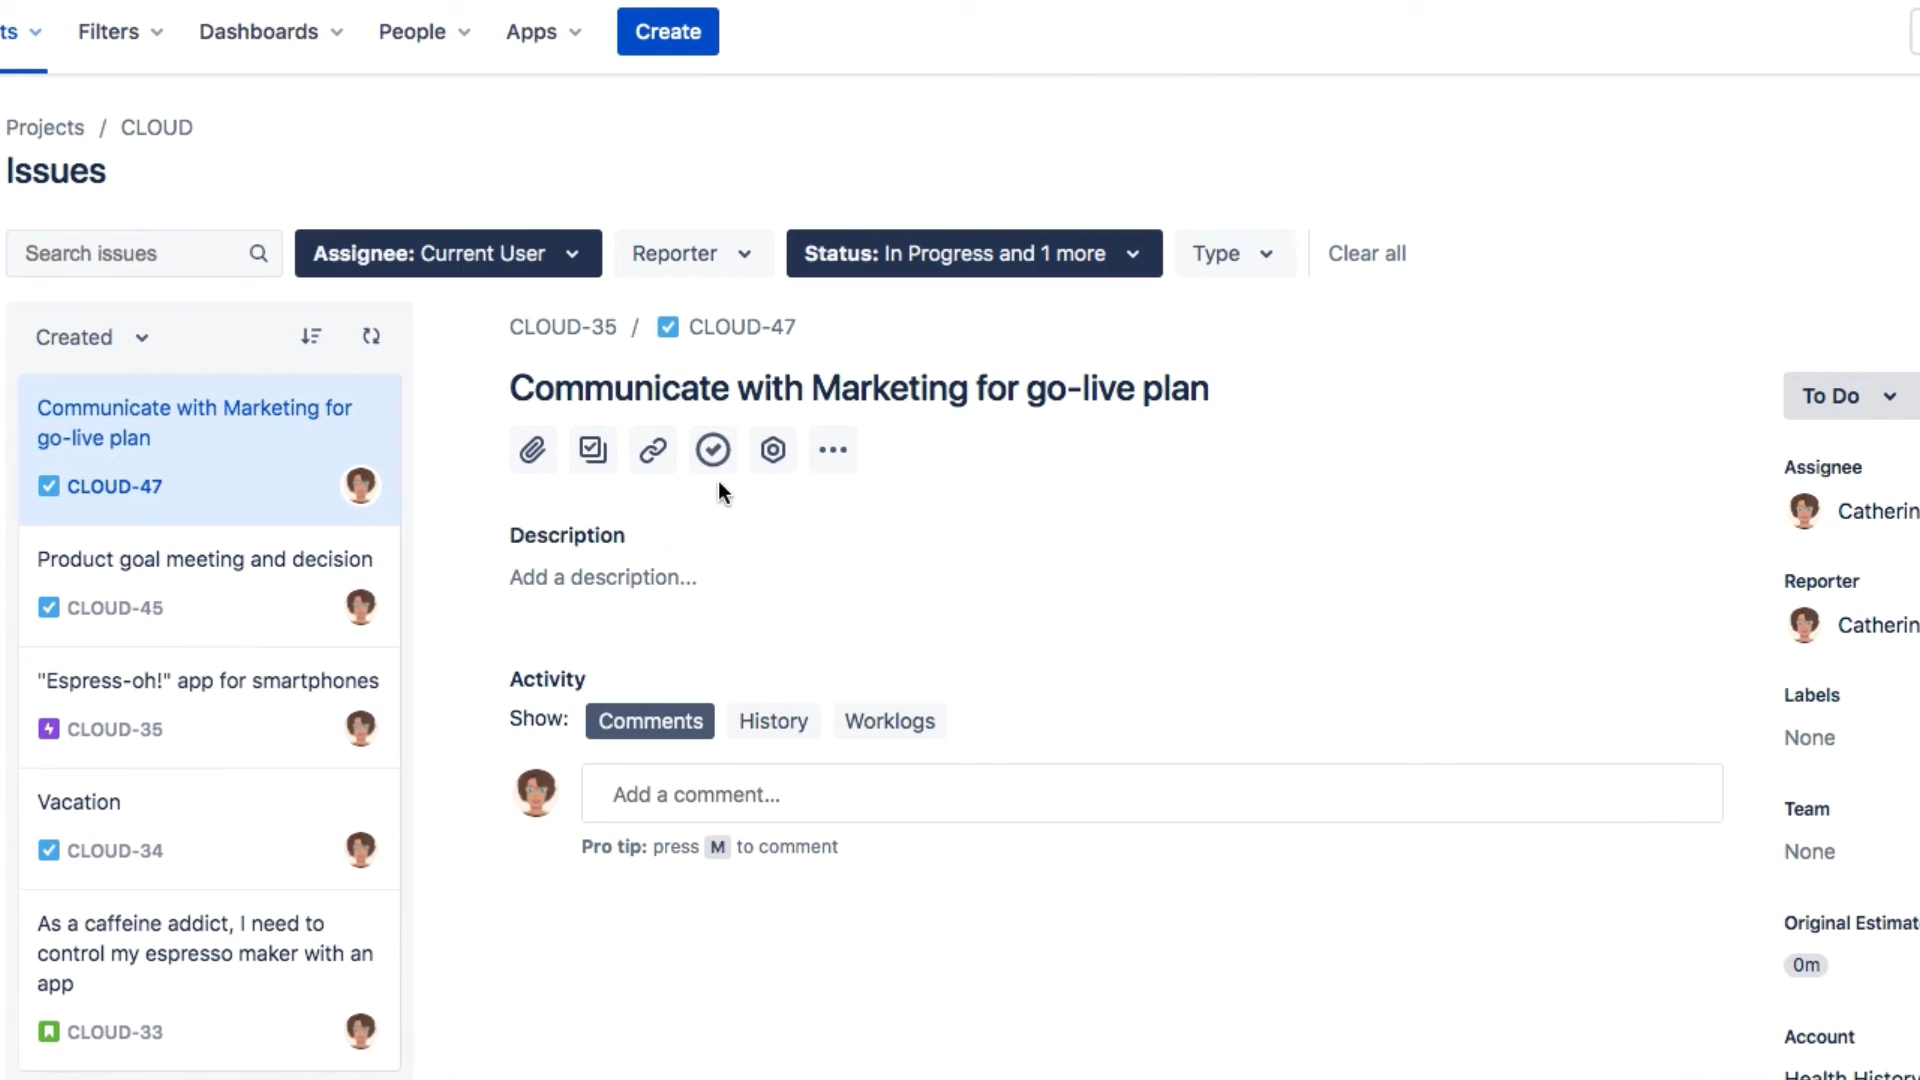 ts Filters Dashboards People Apps Create
Projects / CLOUD
Issues
Search issues Assignee: Current User Reporter Status: In Progress and 1 more Type Clear all
Created
Communicate with Marketing for
go-live plan
CLOUD-47
Product goal meeting and decision
CLOUD-45
"Espress-oh!" app for smartphones
CLOUD-35
Vacation
CLOUD-34
As a caffeine addict, I need to
control my espresso maker with an
app
CLOUD-33
CLOUD-35 / CLOUD-47
Communicate with Marketing for go-live plan
Description
Add a description...
Activity
Show: Comments History Worklogs
Add a comment...
Pro tip: press M to comment
To Do
Assignee
Catherin
Reporter
Catherin
Labels
None
Team
None
Original Estimat
0m
Account
Health History